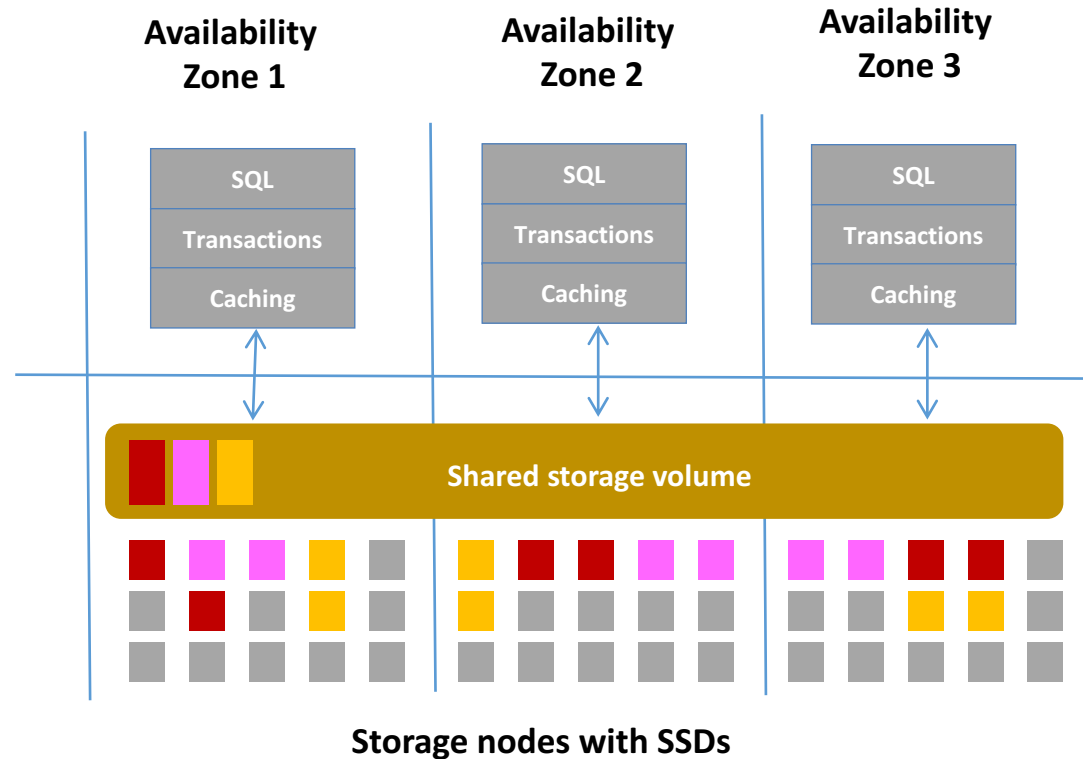 Availability
Zone 1
Availability
Zone 2
Availability
Zone 3
SQL
Transactions
Caching
SQL
Transactions
Caching
SQL
Transactions
Caching
Shared storage volume
Storage nodes with SSDs